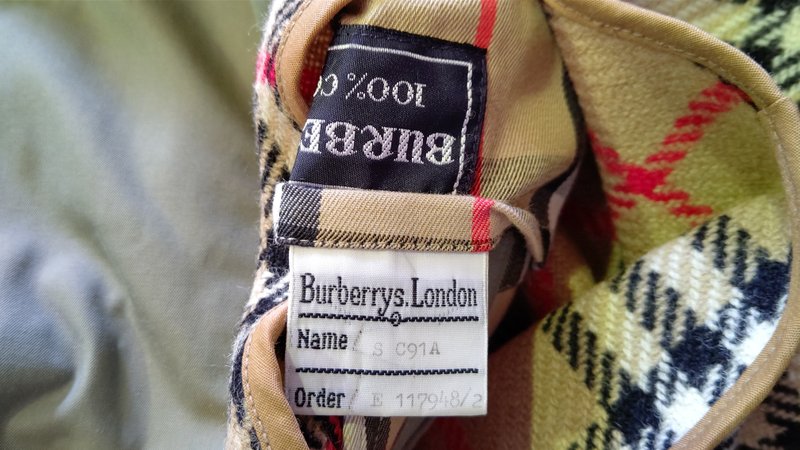 BURBE
100% CO
Burberrys.London
Name S C91A
Order E 117948/2